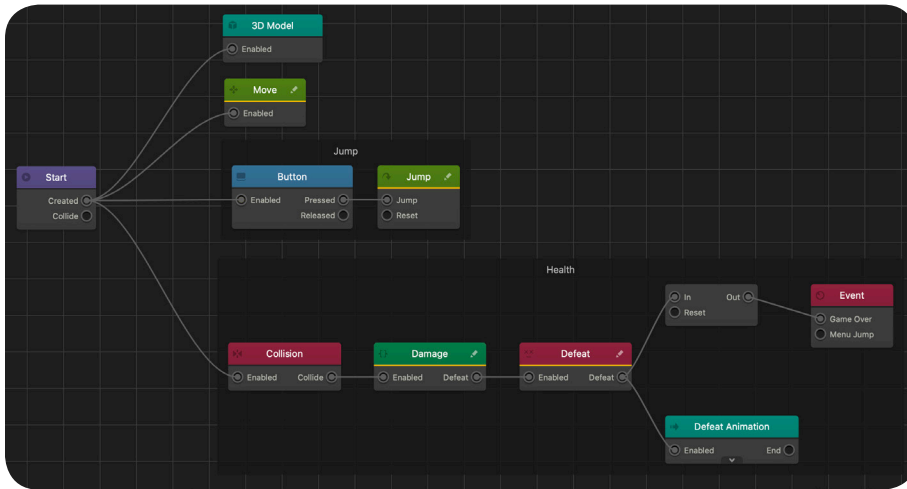 3D Model
Enabled
Move
Enabled
Jump
Start
Created
Collide
Button
Enabled Pressed
Released
Jump
Jump
Reset
Health
In Out
Reset
Event
Game Over
Menu Jump
Collision
Enabled Collide
Damage
Enabled Defeat
Defeat
Enabled Defeat
Defeat Animation
Enabled End